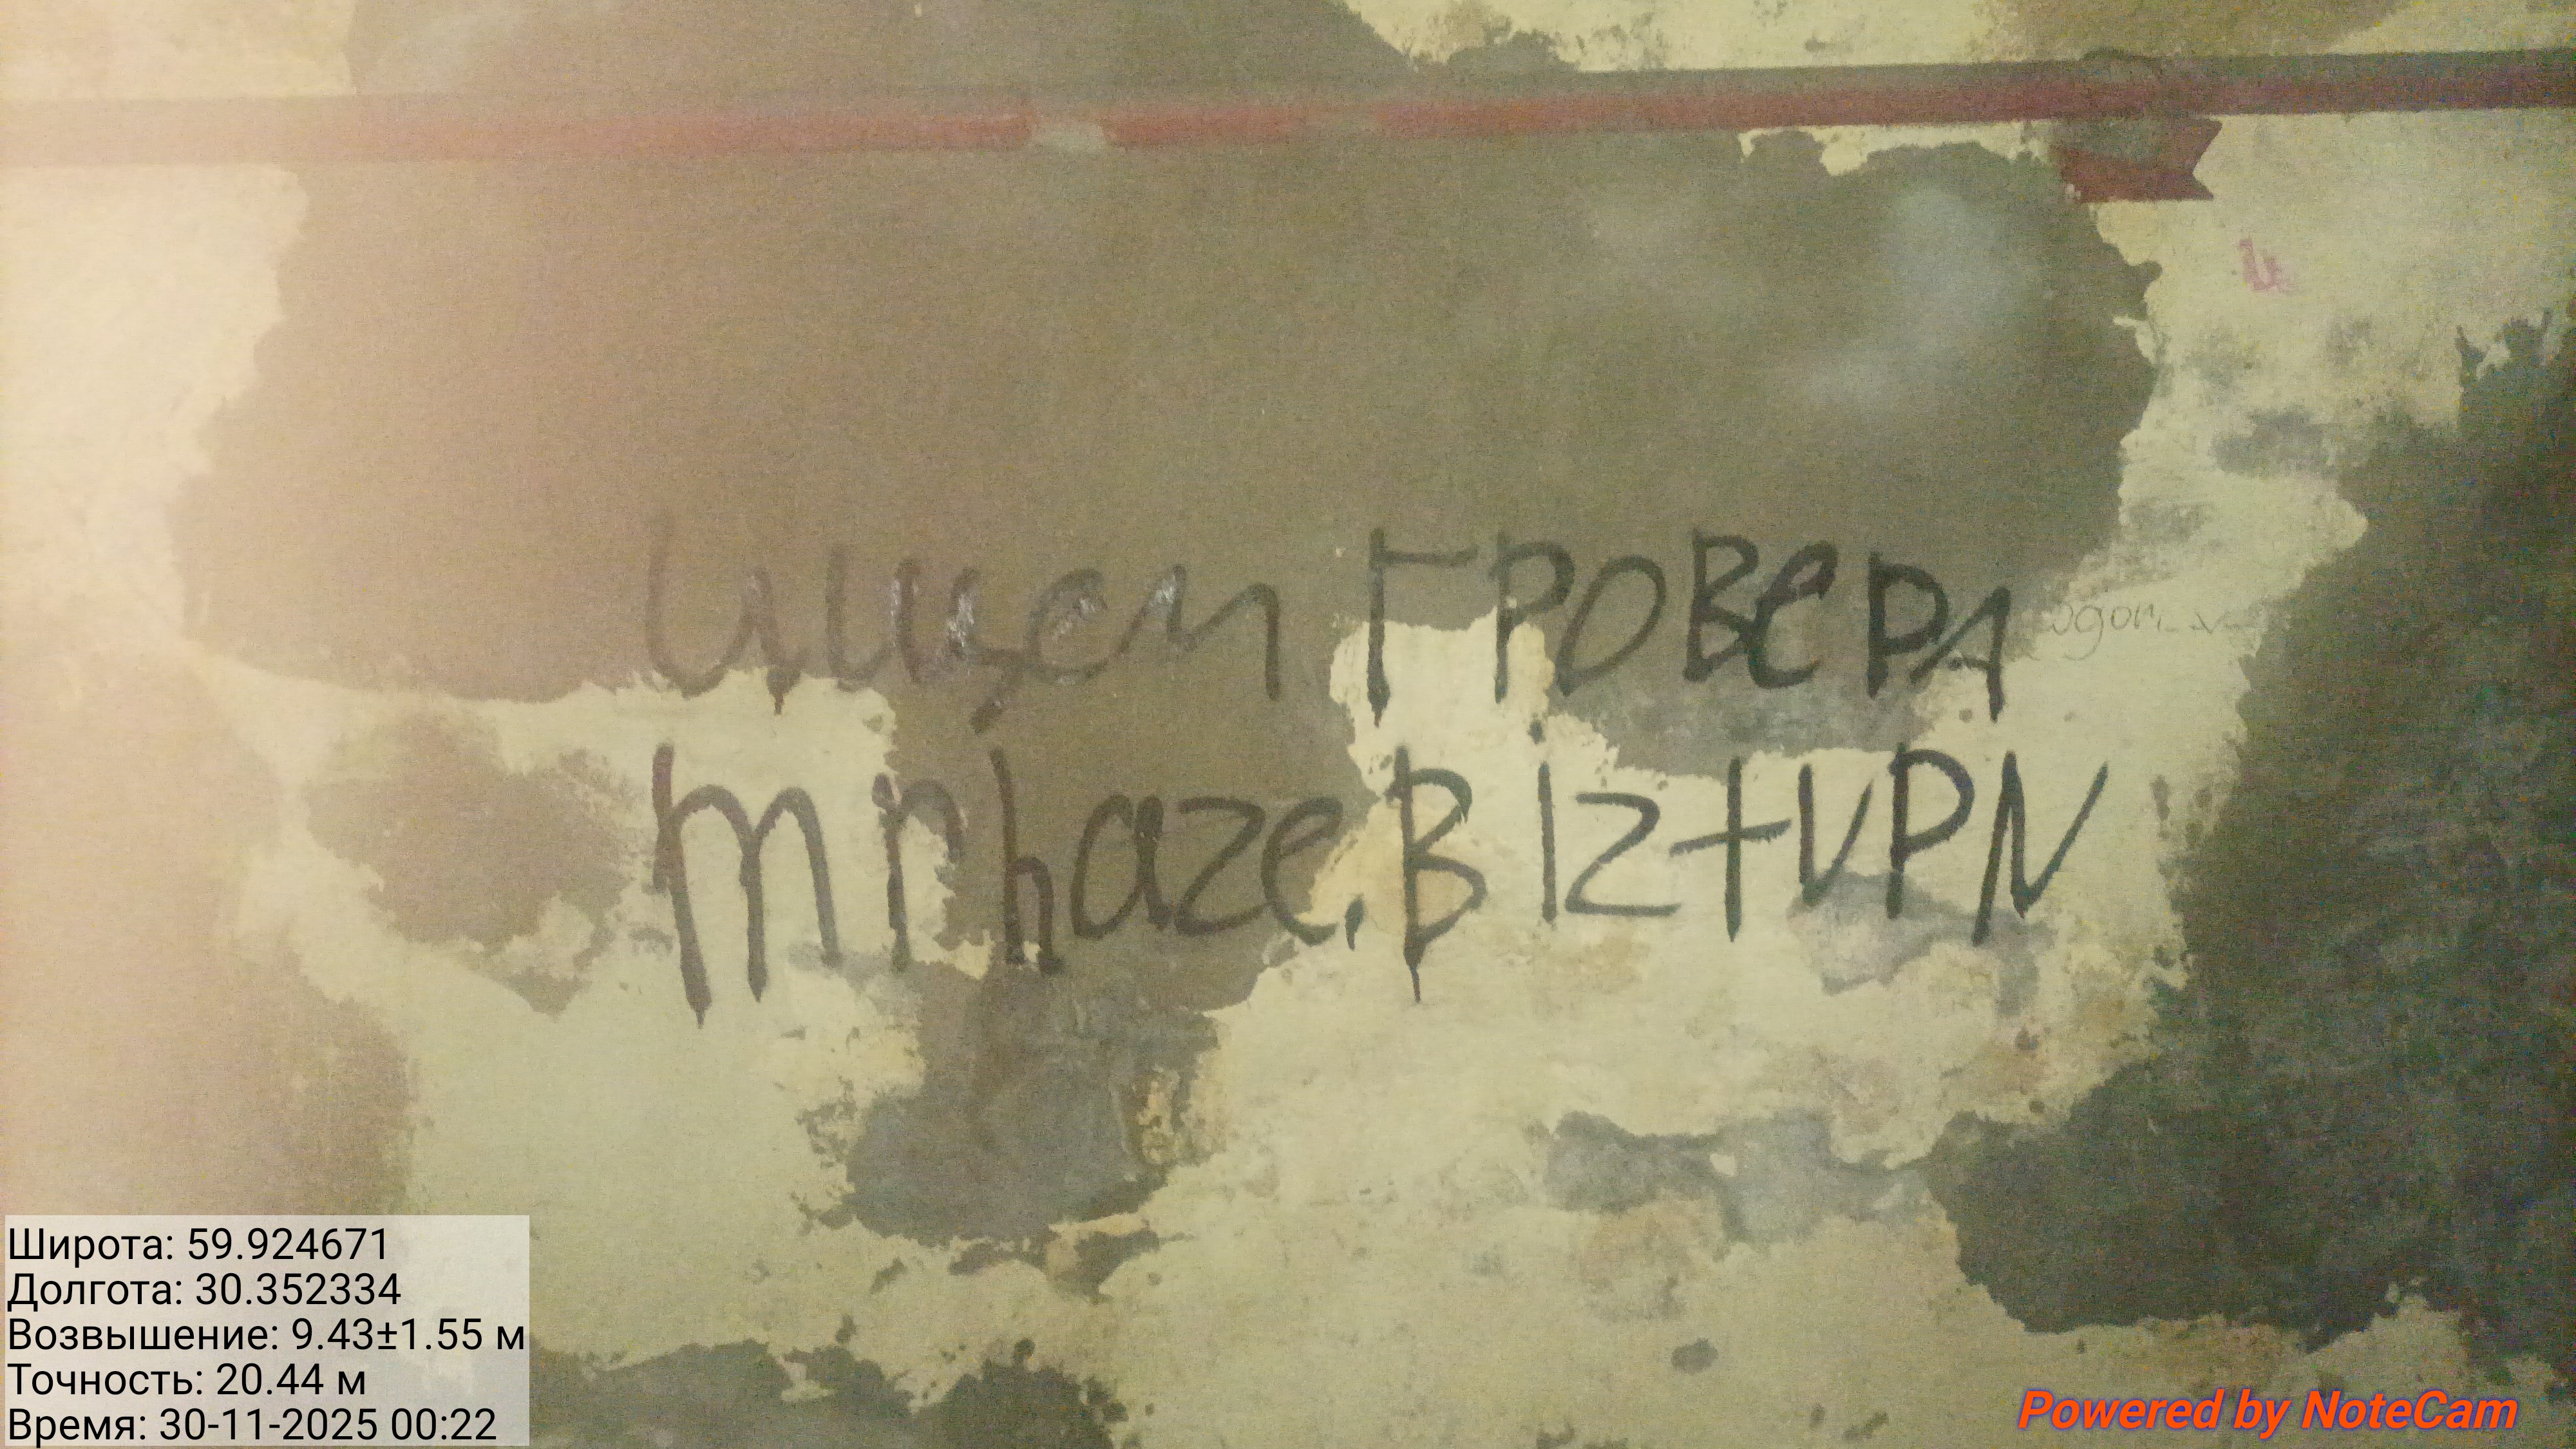 ищем гровера
mrhaze.Biz+VPN
Широта: 59.924671
Долгота: 30.352334
Возвышение: 9.43±1.55 м
Точность: 20.44 м
Время: 30-11-2025 00:22
Powered by NoteCam